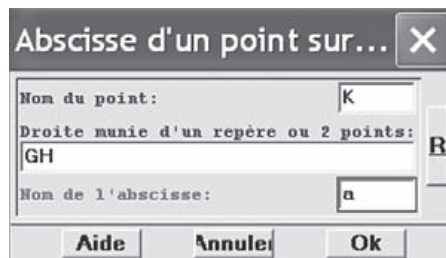 Abscisse d'un point sur...
Nom du point: K
Droite munie d'un repère ou 2 points:
GH
R
Nom de l'abscisse: a
Aide Annuler Ok